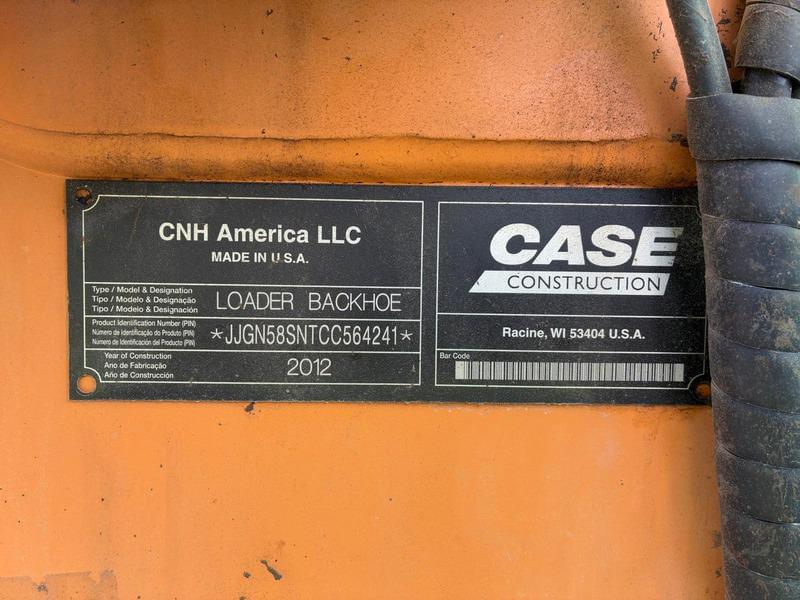 CNH America LLC
MADE IN U.S.A.
Type / Model & Designation
Tipo / Modelo & Designação
Tipo / Modelo & Designación
LOADER BACKHOE
Product Identification Number (PIN)
Número de Identificação do Produto (PIN)
Número de Identificación del Producto (PIN)
*JJGN58SNTCC564241*
Year of Construction
Ano de Fabricação
Año de Construcción
2012
CASE
CONSTRUCTION
Racine, WI 53404 U.S.A.
Bar Code